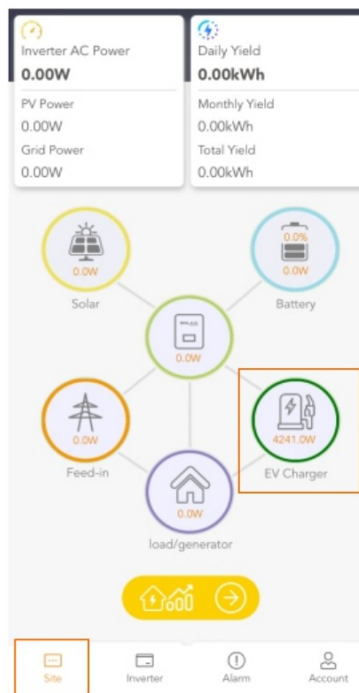 Inverter AC Power
0.00W
PV Power
0.00W
Grid Power
0.00W
Daily Yield
0.00kWh
Monthly Yield
0.00kWh
Total Yield
0.00kWh
0.0W
Solar
0.0%
0.0W
Battery
0.0W
0.0W
Feed-in
4241.0W
EV Charger
0.0W
load/generator
Site
Inverter
Alarm
Account